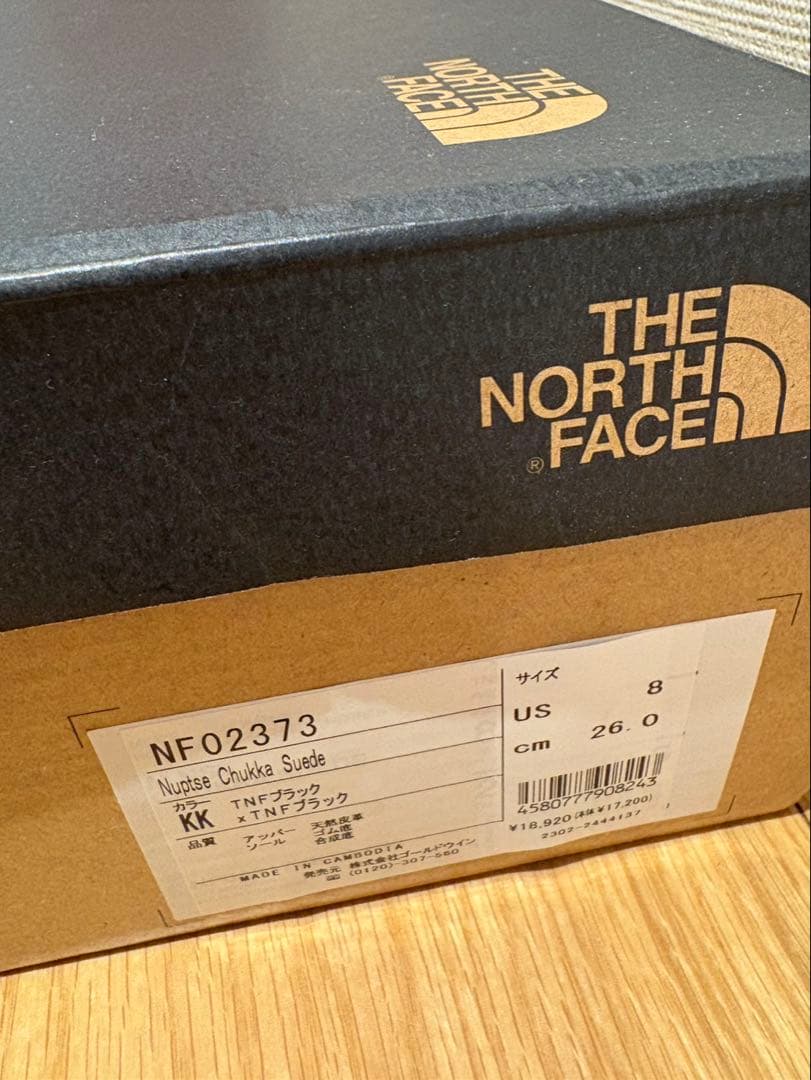 THE
NORTH
FACE
THE
NORTH
FACE
®
NF02373
Nuptse Chukka Suede
カラー TNFブラック
KK xTNFブラック
品質 アッパー 天然皮革
ソール ゴム底
合成底
MADE IN CAMBODIA
発売元 株式会社ゴールドウイン
(0120)-307-560
サイズ
US 8
cm 26.0
4580777908243
¥18,920(本体¥17,200)
2302-2444137